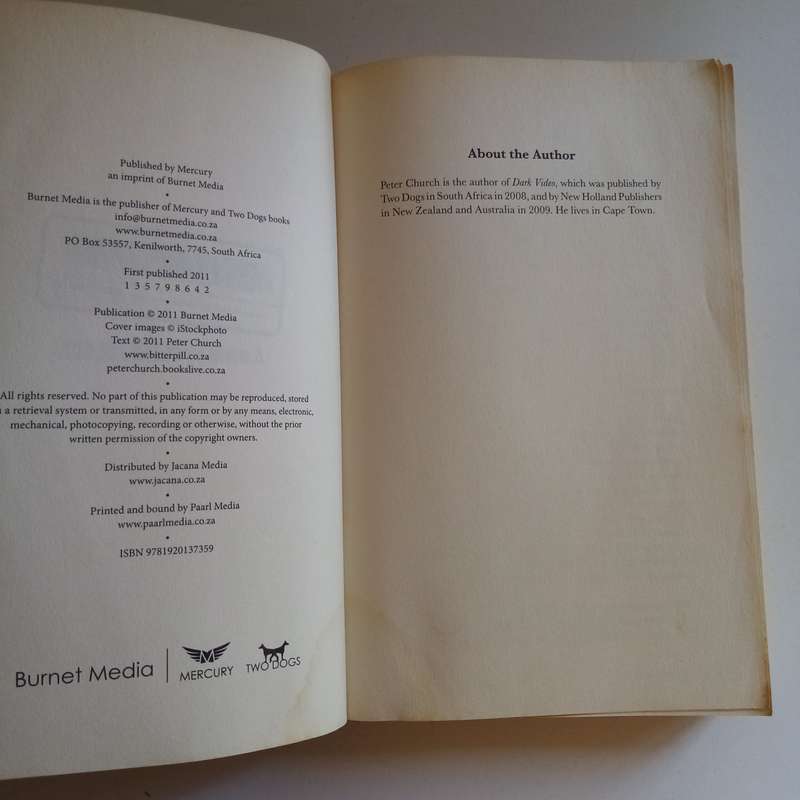 Published by Mercury
an imprint of Burnet Media
•
Burnet Media is the publisher of Mercury and Two Dogs books
info@burnetmedia.co.za
www.burnetmedia.co.za
PO Box 53557, Kenilworth, 7745, South Africa
•
First published 2011
1 3 5 7 9 8 6 4 2
•
Publication © 2011 Burnet Media
Cover images © iStockphoto
Text © 2011 Peter Church
www.bitterpill.co.za
peterchurch.bookslive.co.za
•
All rights reserved. No part of this publication may be reproduced, stored
a retrieval system or transmitted, in any form or by any means, electronic,
mechanical, photocopying, recording or otherwise, without the prior
written permission of the copyright owners.
•
Distributed by Jacana Media
www.jacana.co.za
•
Printed and bound by Paarl Media
www.paarlmedia.co.za
•
ISBN 9781920137359
Burnet Media | MERCURY TWO DOGS
About the Author
Peter Church is the author of Dark Video, which was published by
Two Dogs in South Africa in 2008, and by New Holland Publishers
in New Zealand and Australia in 2009. He lives in Cape Town.